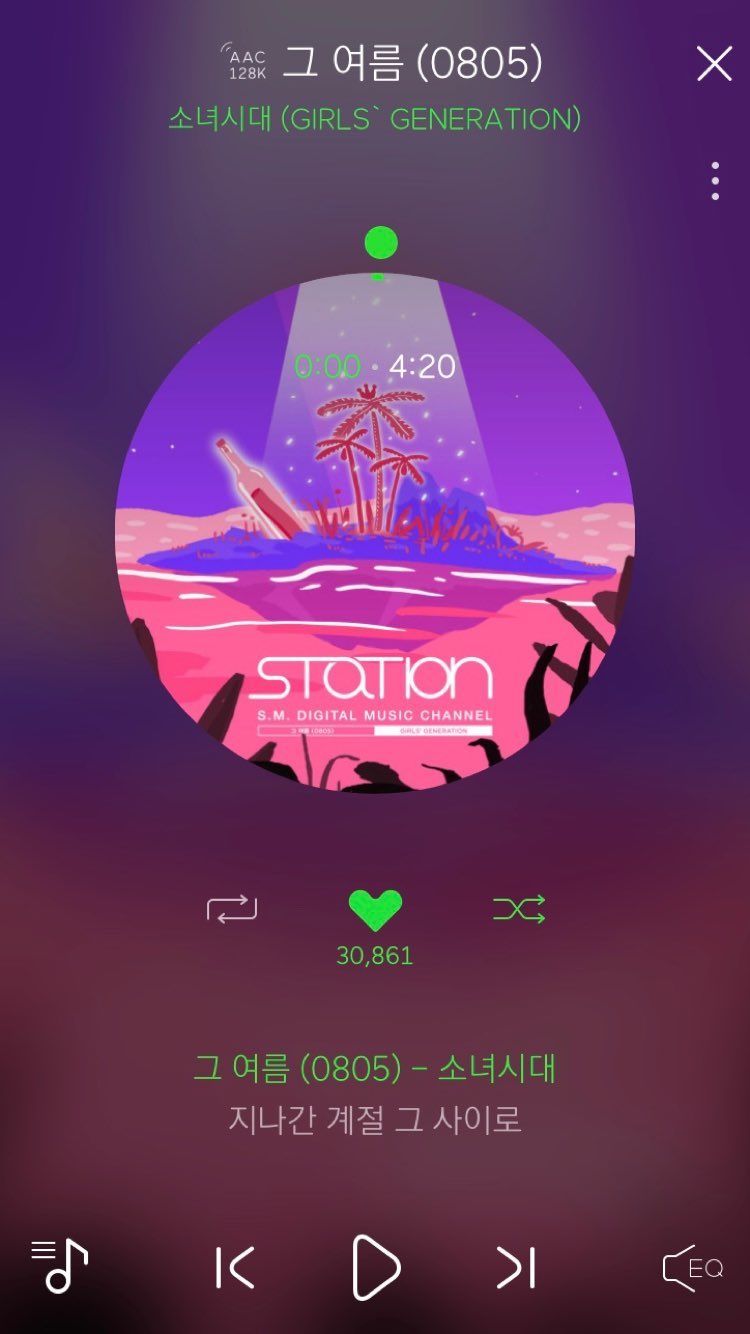 AAC
128K
그 여름 (0805)
소녀시대 (GIRLS` GENERATION)
0:00 • 4:20
STATION
S.M. DIGITAL MUSIC CHANNEL
그 여름 (0805) GIRLS' GENERATION
30,861
그 여름 (0805) - 소녀시대
지나간 계절 그 사이로
EQ